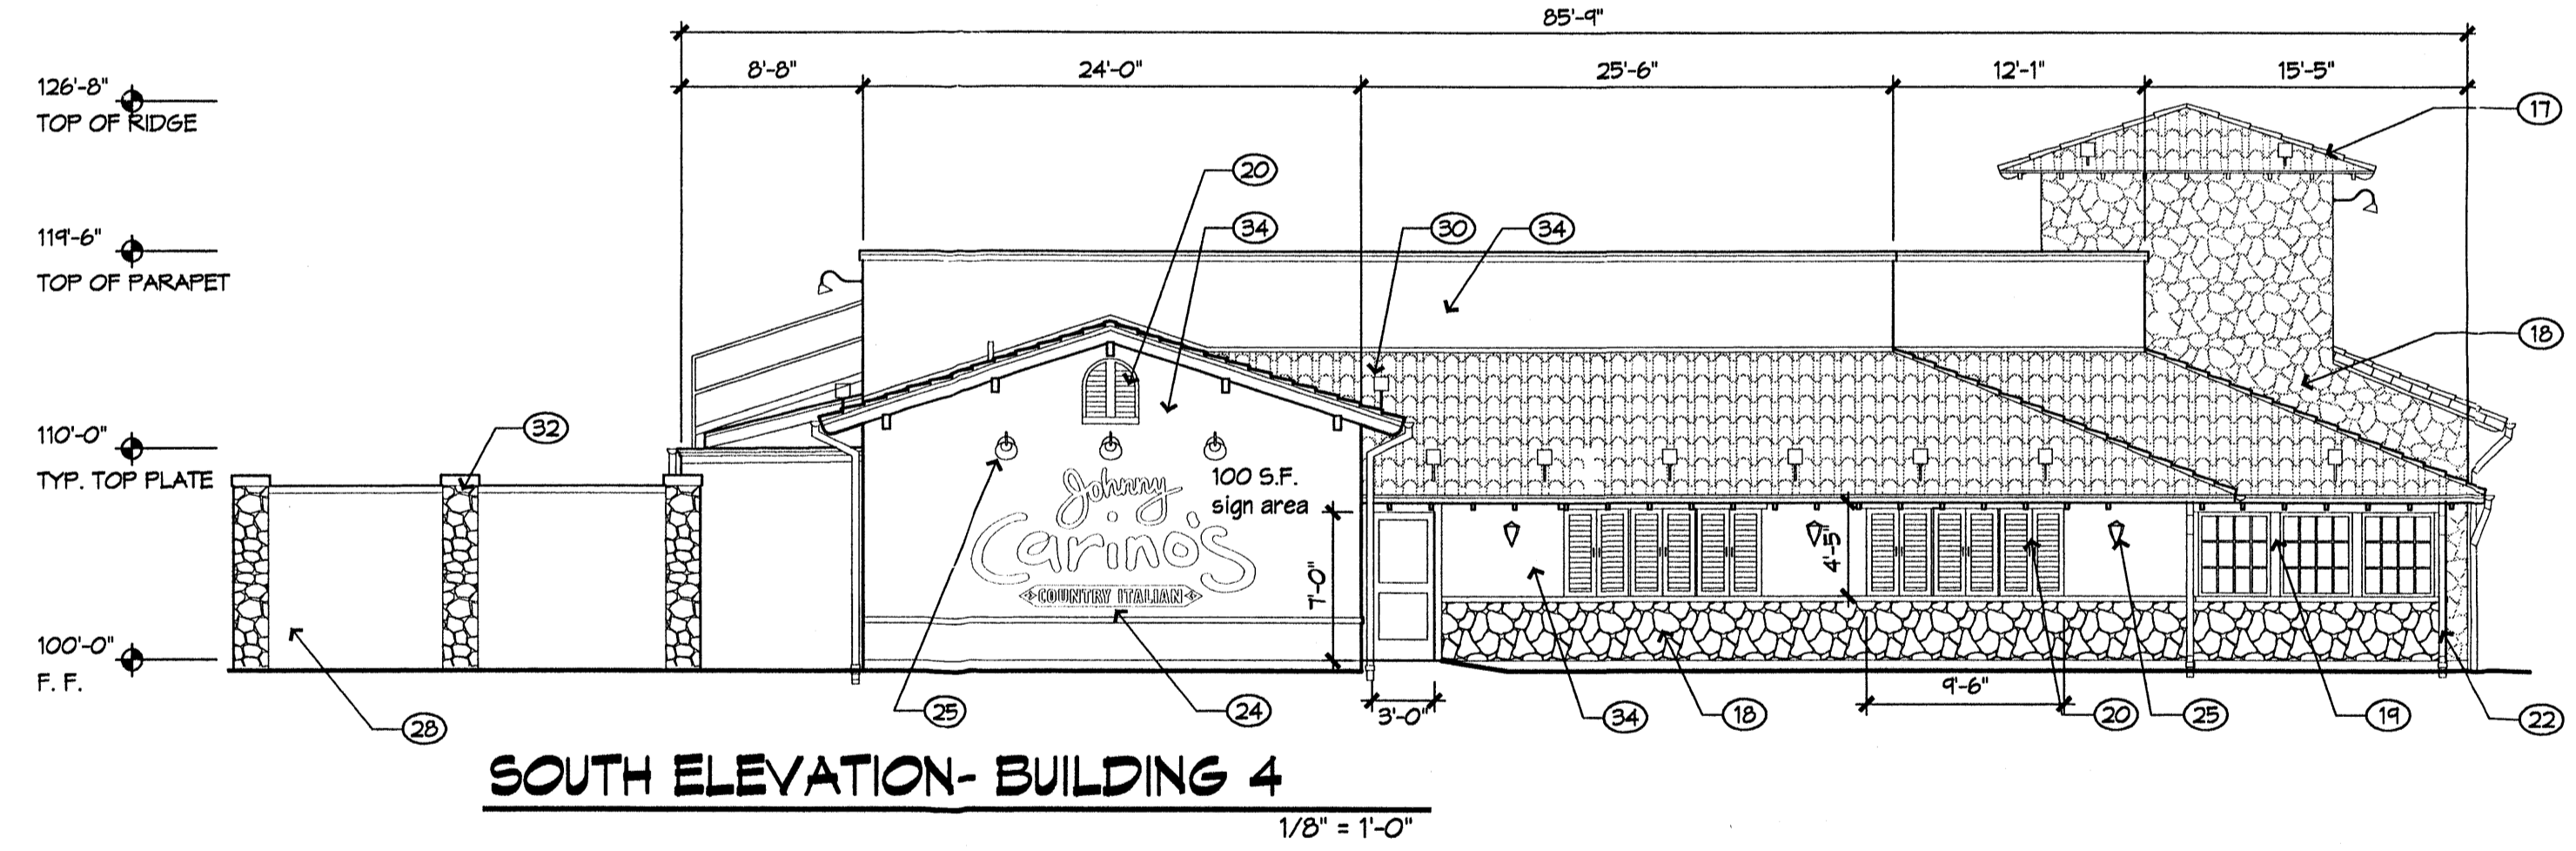 85'-9"
8'-8"
24'-0"
25'-6"
12'-1"
15'-5"
126'-8"
TOP OF RIDGE
17
20
34
30
34
119'-6"
TOP OF PARAPET
18
110'-0"
TYP. TOP PLATE
32
Johnny
Carino's
COUNTRY ITALIAN
100 S.F.
sign area
7'-0"
4'-5"
100'-0"
F. F.
28
25
24
3'-0"
34
18
9'-6"
20
25
19
22
SOUTH ELEVATION- BUILDING 4
1/8" = 1'-0"